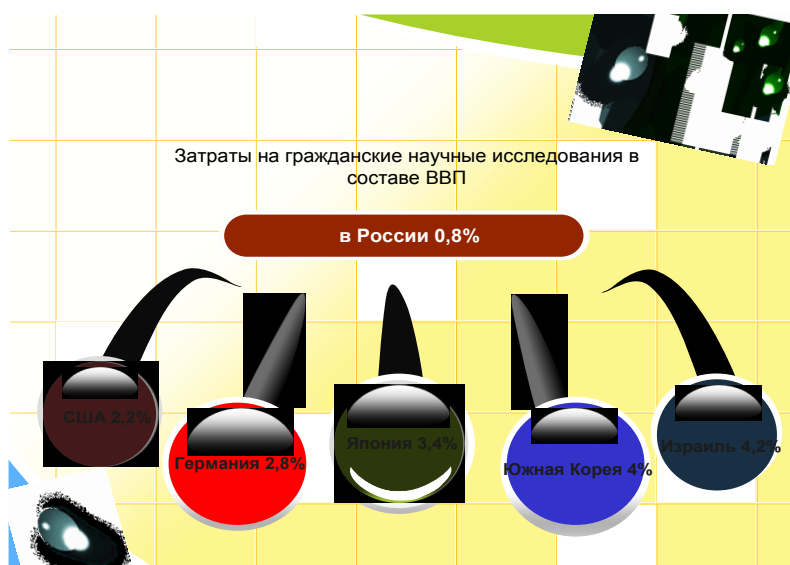 Затраты на гражданские научные исследования в
составе ВВП
в России 0,8%
США 2,2%
Германия 2,8%
Япония 3,4%
Южная Корея 4%
Израиль 4,2%